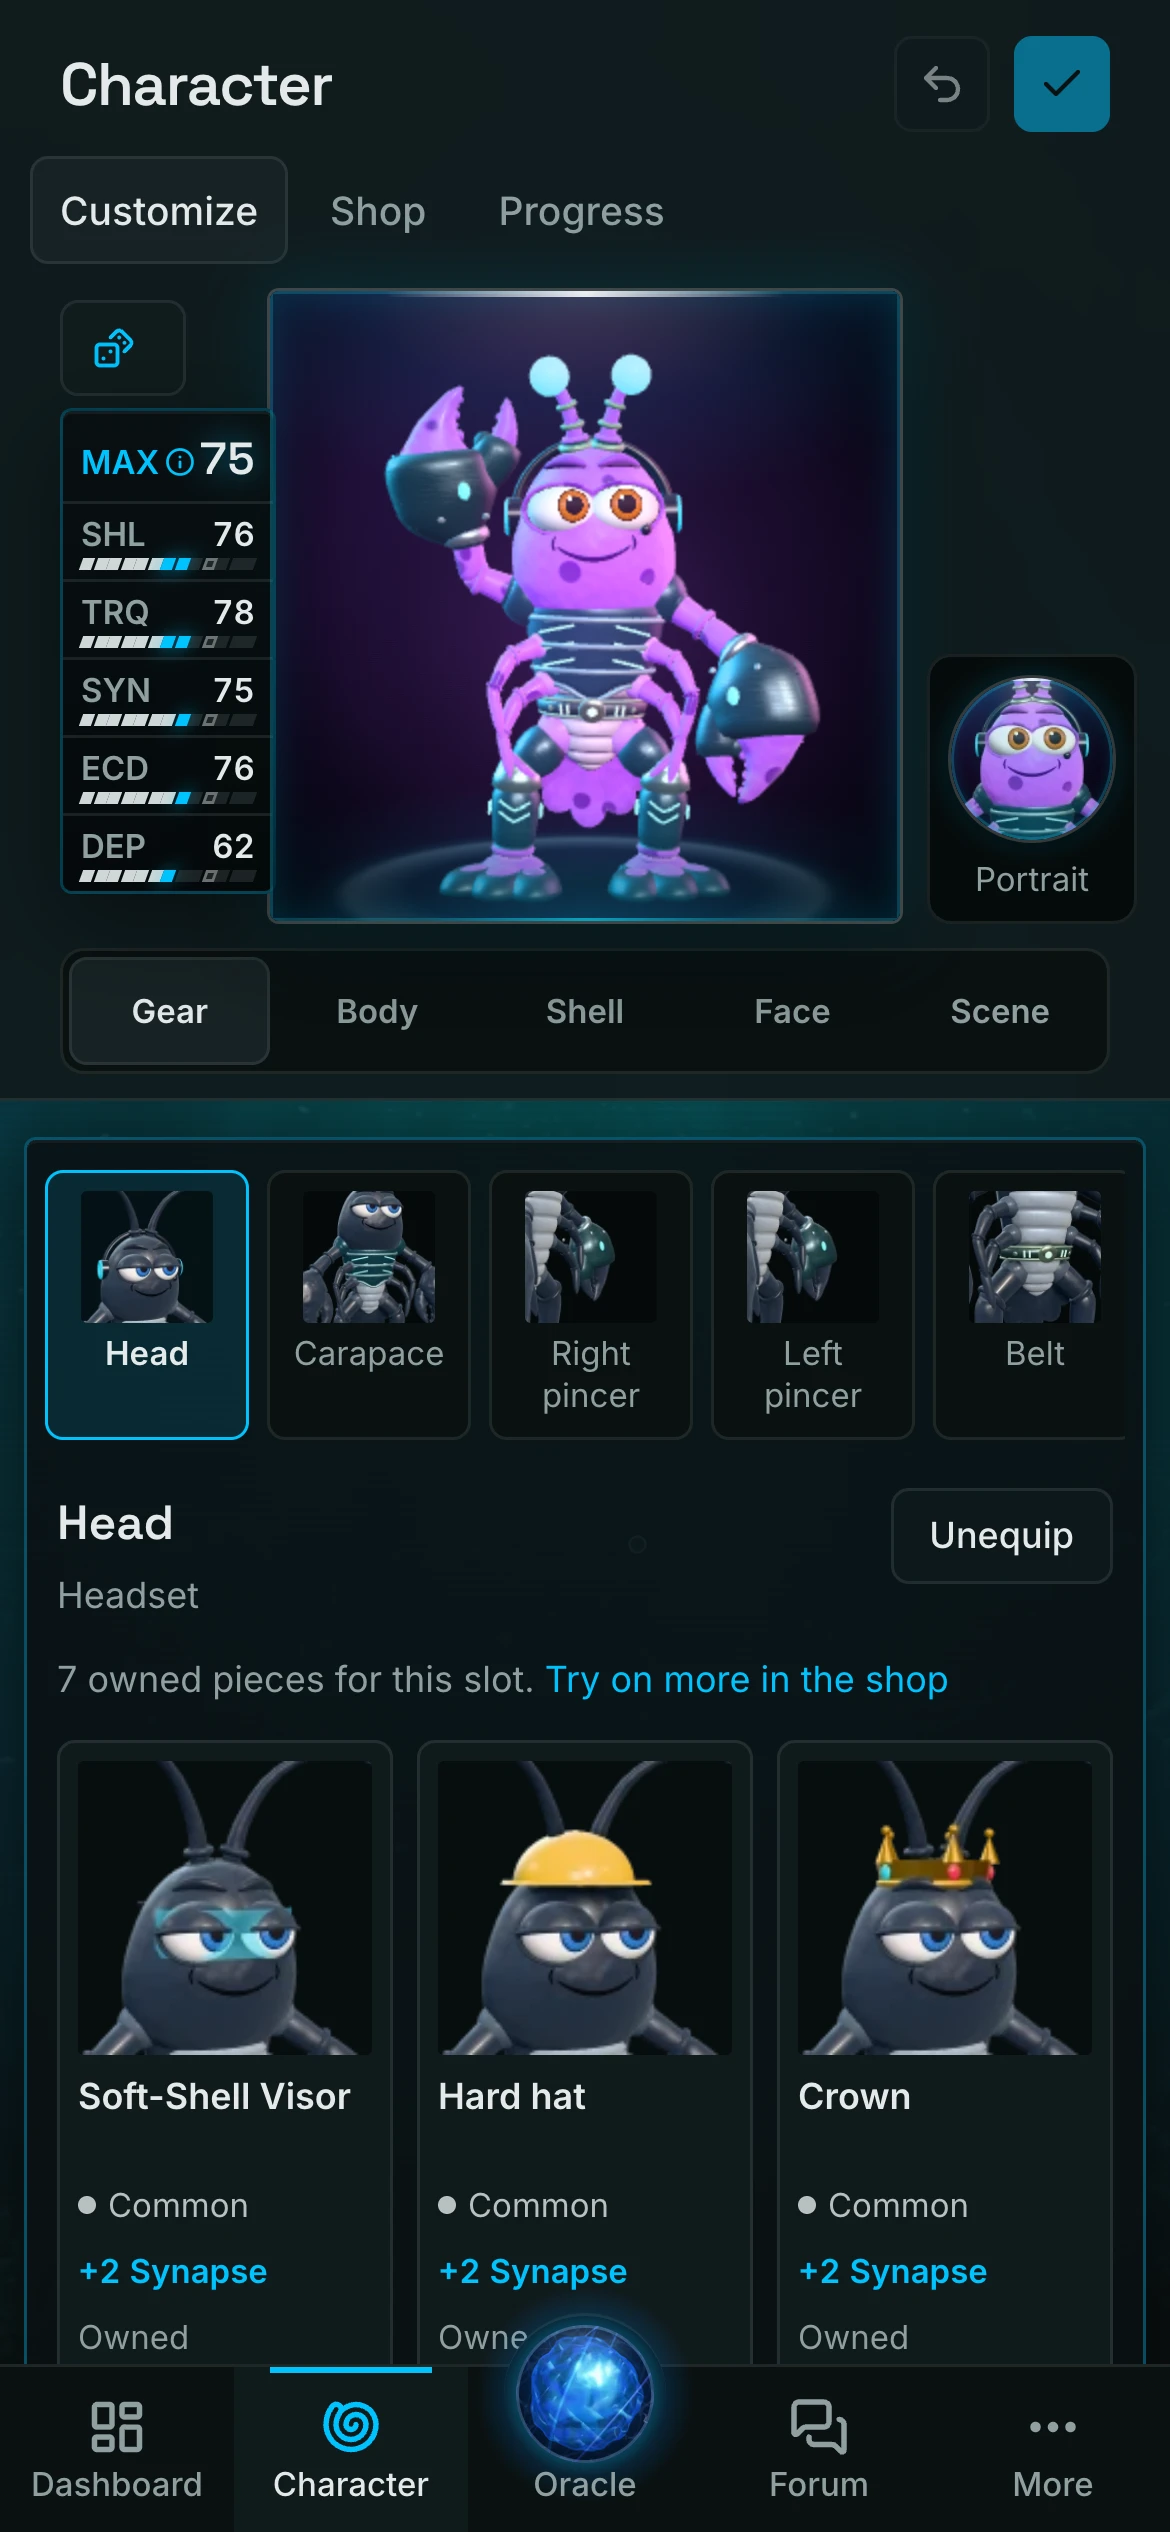 Character
Customize
Shop
Progress
MAX 75
SHL 76
TRQ 78
SYN 75
ECD 76
DEP 62
Portrait
Gear
Body
Shell
Face
Scene
Head
Carapace
Right
pincer
Left
pincer
Belt
Head
Unequip
Headset
7 owned pieces for this slot. Try on more in the shop
Soft-Shell Visor
Common
+2 Synapse
Owned
Hard hat
Common
+2 Synapse
Owne
Crown
Common
+2 Synapse
Owned
Dashboard
Character
Oracle
Forum
More